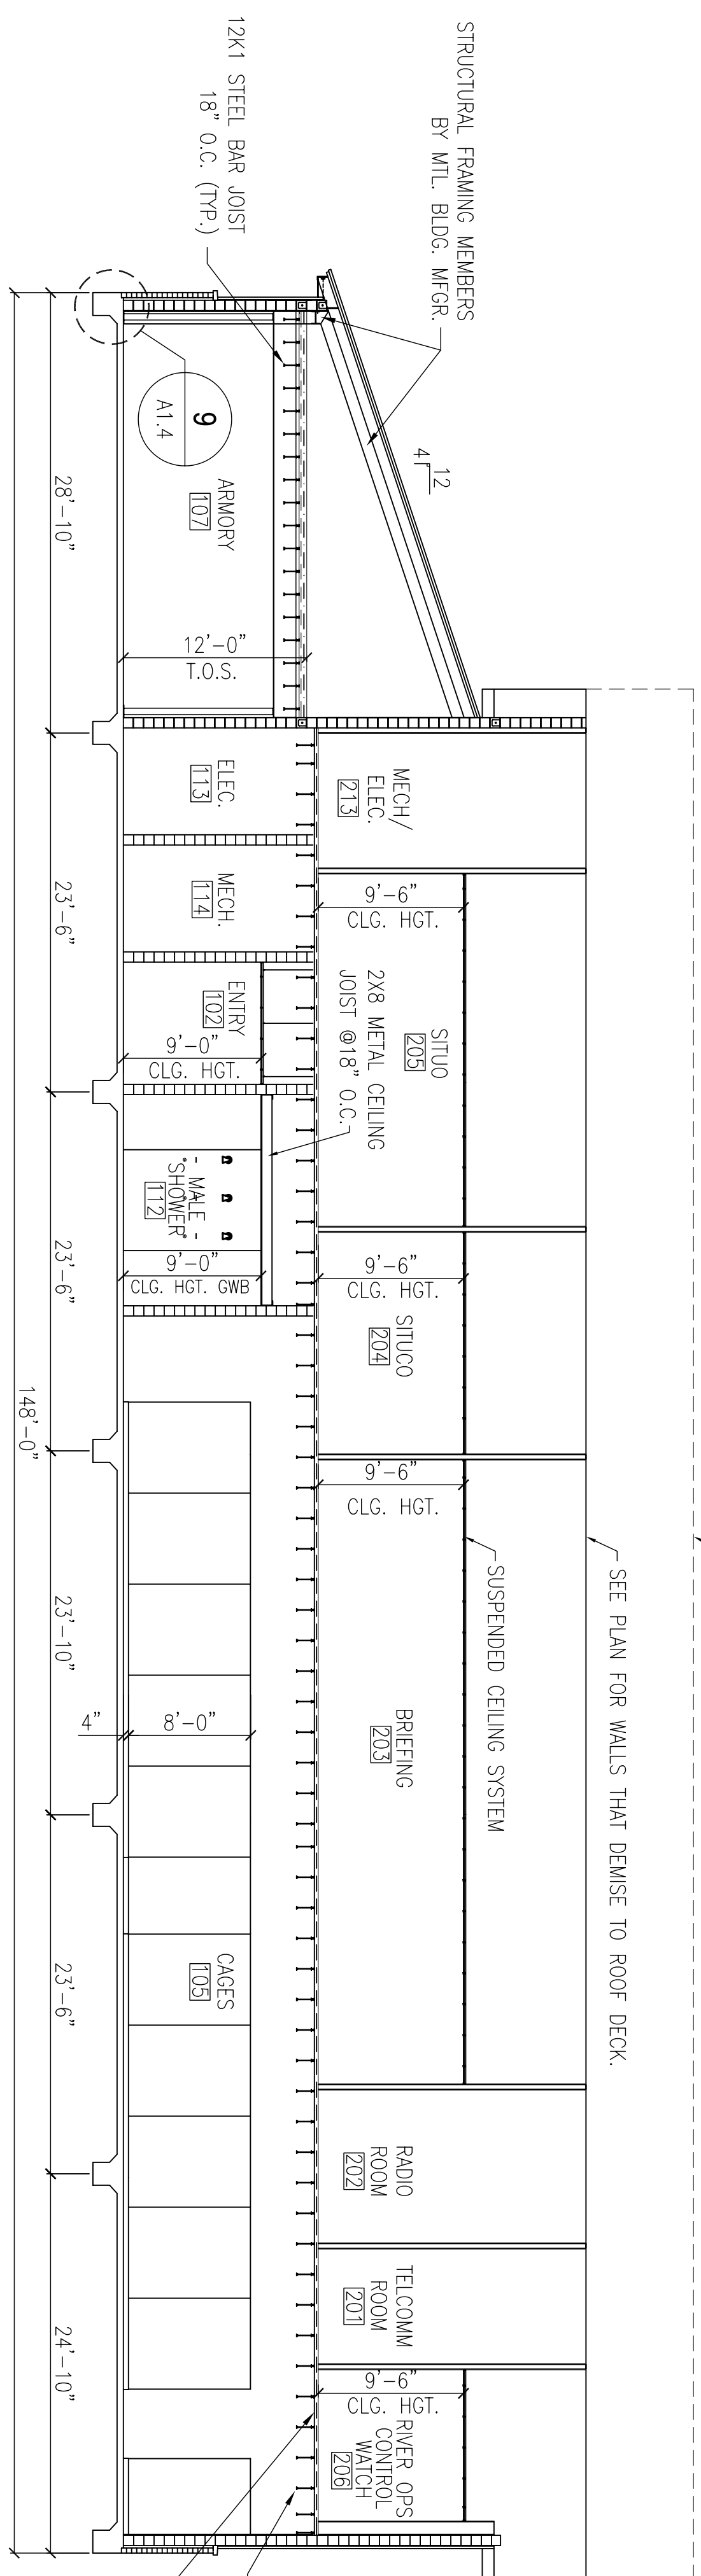 STRUCTURAL FRAMING MEMBERS
BY MTL. BLDG. MFGR.
12K1 STEEL BAR JOIST
18" O.C. (TYP.)
12
4
SEE PLAN FOR WALLS THAT DEMISE TO ROOF DECK.
SUSPENDED CEILING SYSTEM
MECH/
ELEC.
213
9'-6"
CLG. HGT.
SITUO
205
2X8 METAL CEILING
JOIST @18" O.C.
9'-6"
CLG. HGT.
SITUCO
204
9'-6"
CLG. HGT.
BRIEFING
203
RADIO
ROOM
202
TELCOMM
ROOM
201
9'-6"
CLG. HGT.
RIVER OPS
CONTROL
WATCH
206
9
A1.4
ARMORY
107
12'-0"
T.O.S.
ELEC.
113
MECH.
114
ENTRY
102
9'-0"
CLG. HGT.
MALE
SHOWER
112
9'-0"
CLG. HGT. GWB
4"
8'-0"
CAGES
105
28'-10"
23'-6"
23'-6"
23'-10"
23'-6"
24'-10"
148'-0"